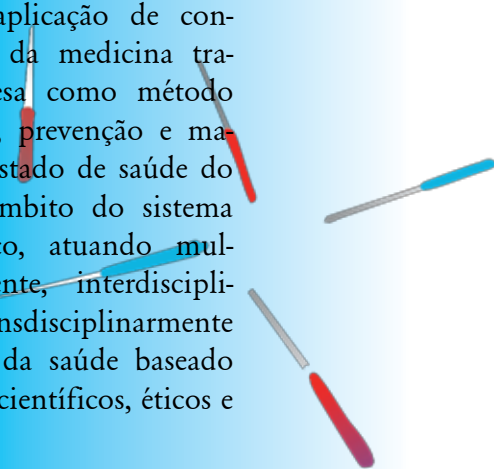 aplicação de con-
da medicina tra-
esa como método
, prevenção e ma-
stado de saúde do
mbito do sistema
co, atuando mul-
ente, interdiscipli-
nsdisciplinarmente
da saúde baseado
científicos, éticos e